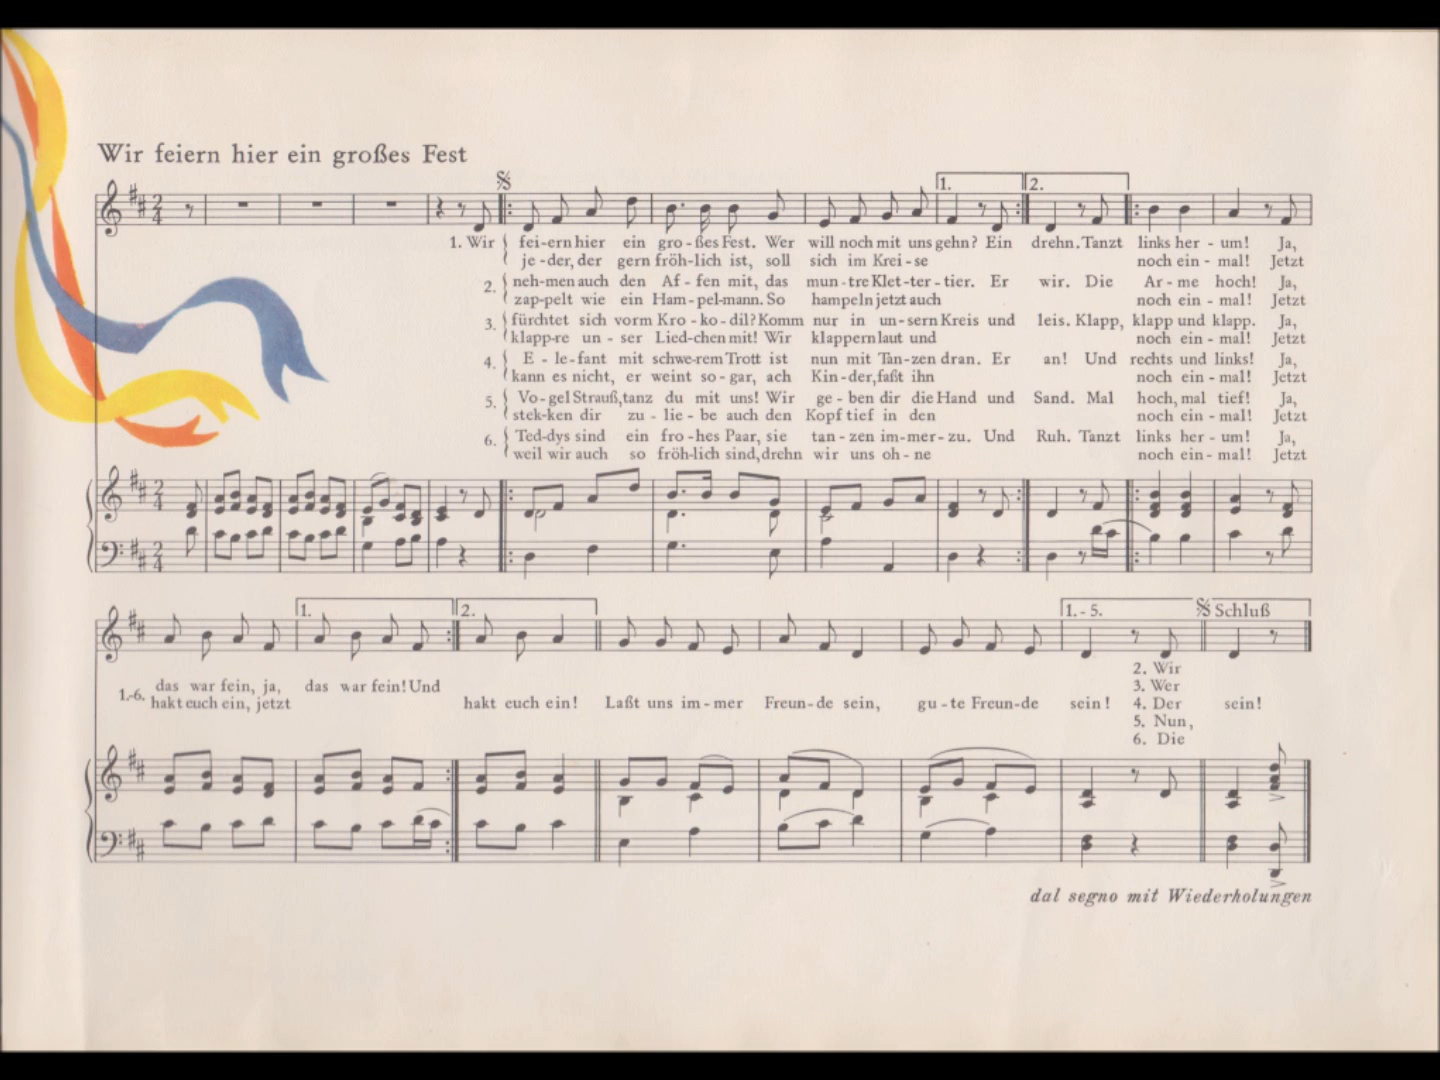 Wir feiern hier ein großes Fest
1. 2.
1. Wir fei-ern hier ein gro-ßes Fest. Wer will noch mit uns gehn? Ein drehn. Tanzt links her-um! Ja,
je-der, der gern fröh-lich ist, soll sich im Krei-se noch ein-mal! Jetzt
2. neh-men auch den Af-fen mit, das mun-tre Klet-ter-tier. Er wir. Die Ar-me hoch! Ja,
zap-pelt wie ein Ham-pel-mann. So hampeln jetzt auch noch ein-mal! Jetzt
3. fürchtet sich vorm Kro-ko-dil? Komm nur in un-sern Kreis und leis. Klapp, klapp und klapp. Ja,
klapp-re un-ser Lied-chen mit! Wir klappern laut und noch ein-mal! Jetzt
4. E-le-fant mit schwe-rem Trott ist nun mit Tan-zen dran. Er an! Und rechts und links! Ja,
kann es nicht, er weint so-gar, ach Kin-der, faßt ihn noch ein-mal! Jetzt
5. Vo-gel Strauß, tanz du mit uns! Wir ge-ben dir die Hand und Sand. Mal hoch, mal tief! Ja,
stek-ken dir zu-lie-be auch den Kopf tief in den noch ein-mal! Jetzt
6. Ted-dys sind ein fro-hes Paar, sie tan-zen im-mer-zu. Und Ruh. Tanzt links her-um! Ja,
weil wir auch so fröh-lich sind, drehn wir uns oh-ne noch ein-mal! Jetzt
1. 2. 1.-5. Schluß
2. Wir
1.-6. das war fein, ja, das war fein! Und 3. Wer
hakt euch ein, jetzt hakt euch ein! Laßt uns im-mer Freun-de sein, gu-te Freun-de sein! 4. Der sein!
5. Nun,
6. Die
dal segno mit Wiederholungen